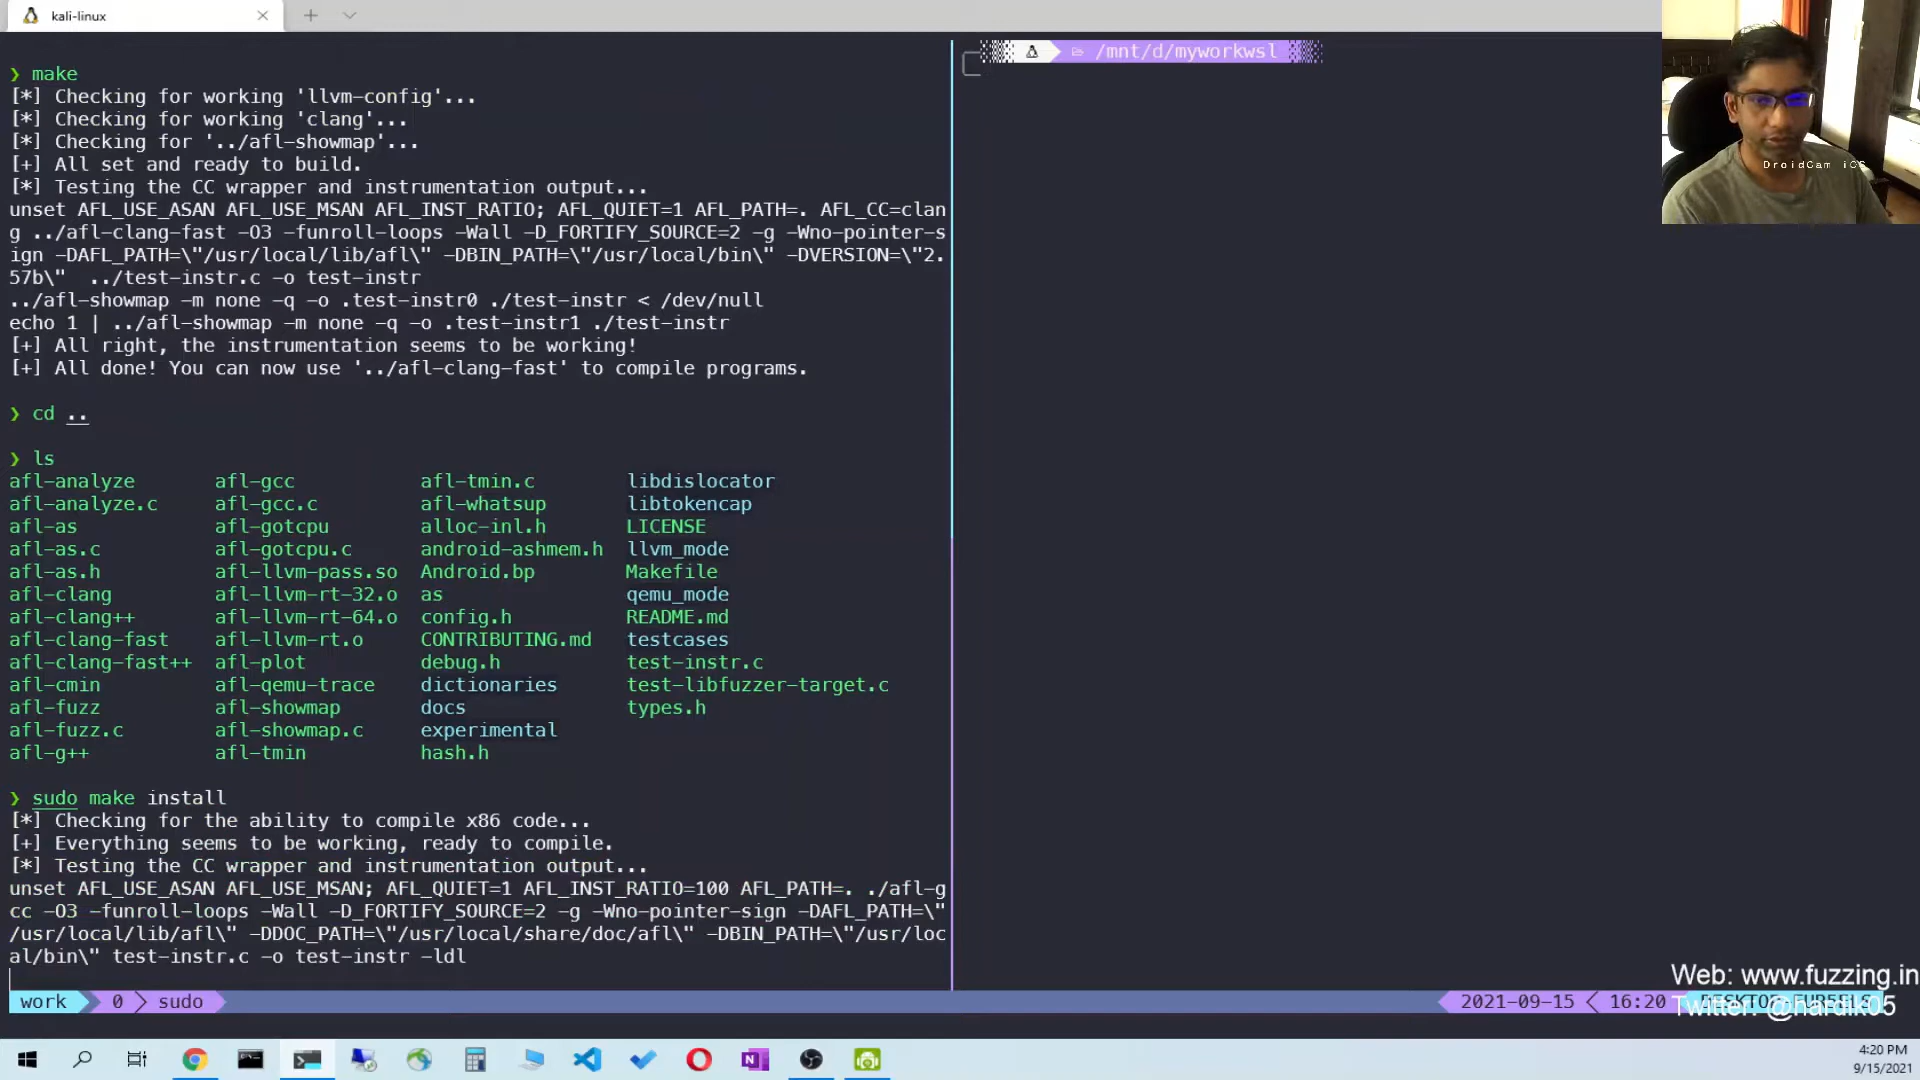 kali-linux
❯ make
[*] Checking for working 'llvm-config'...
[*] Checking for working 'clang'...
[*] Checking for '../afl-showmap'...
[+] All set and ready to build.
[*] Testing the CC wrapper and instrumentation output...
unset AFL_USE_ASAN AFL_USE_MSAN AFL_INST_RATIO; AFL_QUIET=1 AFL_PATH=. AFL_CC=clan
g ../afl-clang-fast -O3 -funroll-loops -Wall -D_FORTIFY_SOURCE=2 -g -Wno-pointer-s
ign -DAFL_PATH=\"/usr/local/lib/afl\" -DBIN_PATH=\"/usr/local/bin\" -DVERSION=\"2.
57b\"  ../test-instr.c -o test-instr
../afl-showmap -m none -q -o .test-instr0 ./test-instr < /dev/null
echo 1 | ../afl-showmap -m none -q -o .test-instr1 ./test-instr
[+] All right, the instrumentation seems to be working!
[+] All done! You can now use '../afl-clang-fast' to compile programs.
❯ cd ..
❯ ls
afl-analyze afl-gcc afl-tmin.c libdislocator
afl-analyze.c afl-gcc.c afl-whatsup libtokencap
afl-as afl-gotcpu alloc-inl.h LICENSE
afl-as.c afl-gotcpu.c android-ashmem.h llvm_mode
afl-as.h afl-llvm-pass.so Android.bp Makefile
afl-clang afl-llvm-rt-32.o as qemu_mode
afl-clang++ afl-llvm-rt-64.o config.h README.md
afl-clang-fast afl-llvm-rt.o CONTRIBUTING.md testcases
afl-clang-fast++ afl-plot debug.h test-instr.c
afl-cmin afl-qemu-trace dictionaries test-libfuzzer-target.c
afl-fuzz afl-showmap docs types.h
afl-fuzz.c afl-showmap.c experimental
afl-g++ afl-tmin hash.h
❯ sudo make install
[*] Checking for the ability to compile x86 code...
[+] Everything seems to be working, ready to compile.
[*] Testing the CC wrapper and instrumentation output...
unset AFL_USE_ASAN AFL_USE_MSAN; AFL_QUIET=1 AFL_INST_RATIO=100 AFL_PATH=. ./afl-g
cc -O3 -funroll-loops -Wall -D_FORTIFY_SOURCE=2 -g -Wno-pointer-sign -DAFL_PATH=\"
/usr/local/lib/afl\" -DDOC_PATH=\"/usr/local/share/doc/afl\" -DBIN_PATH=\"/usr/loc
al/bin\" test-instr.c -o test-instr -ldl
/mnt/d/myworkwsl
DroidCam
Web: www.fuzzing.in
Twitter: @hardik05
work 0 sudo
2021-09-15 16:20
4:20 PM
9/15/2021